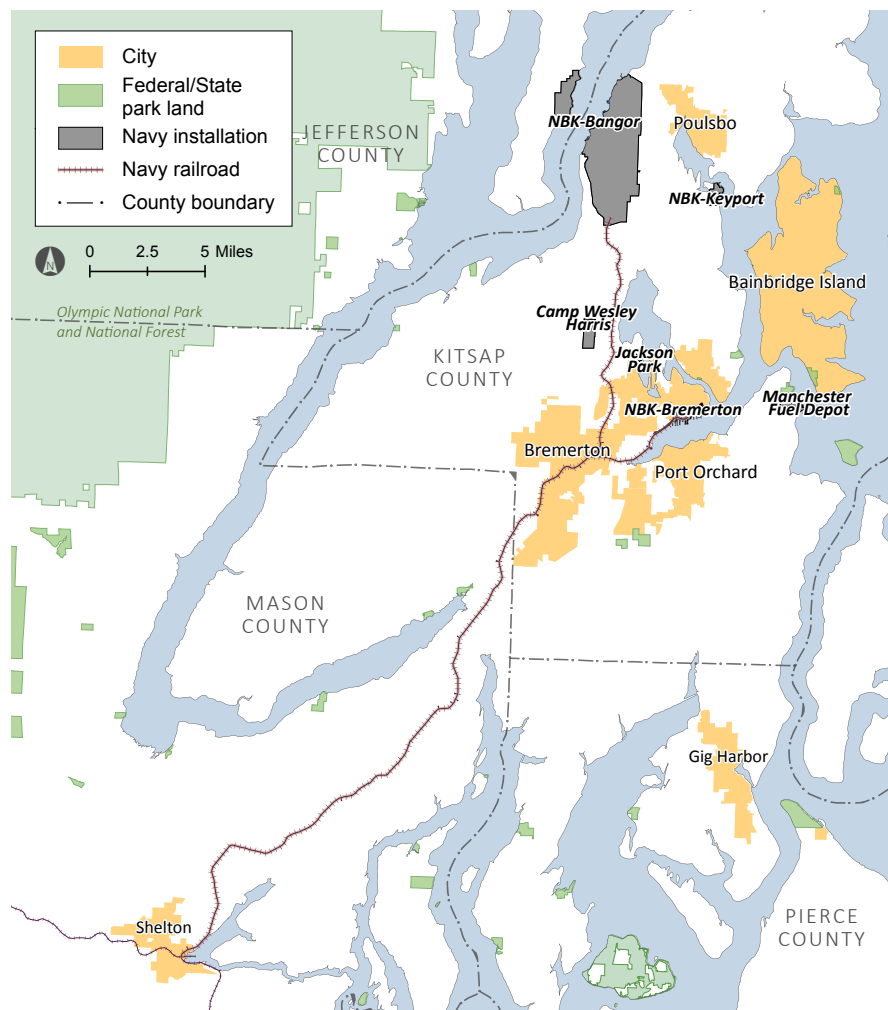 City
Federal/State
park land
Navy installation
Navy railroad
County boundary
0 2.5 5 Miles
N
JEFFERSON
COUNTY
NBK-Bangor
Poulsbo
NBK-Keyport
Bainbridge Island
Olympic National Park
and National Forest
Camp Wesley
Harris
KITSAP
COUNTY
Jackson
Park
NBK-Bremerton
Manchester
Fuel Depot
Bremerton
Port Orchard
MASON
COUNTY
Gig Harbor
Shelton
PIERCE
COUNTY